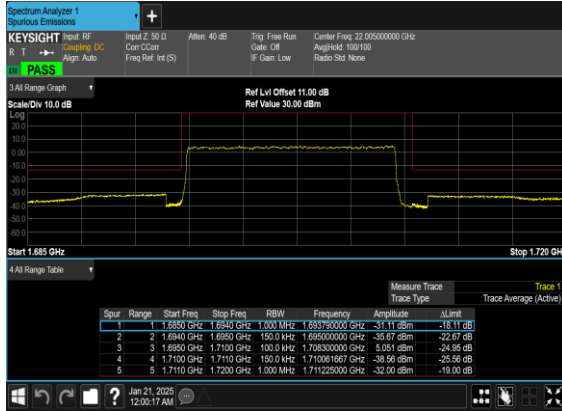 Spectrum Analyzer 1
Spurious Emissions
KEYSIGHT Input: RF Input Z: 50 Ω Atten: 40 dB Trig: Free Run Center Freq: 22.005000000 GHz
R T Coupling: DC Corr CCorr Gate: Off Avg|Hold: 100/100
Align: Auto Freq Ref: Int (S) IF Gain: Low Radio Std: None
PASS
3 All Range Graph
Ref Lvl Offset 11.00 dB
Scale/Div 10.0 dB Ref Value 30.00 dBm
Log
20.0
10.0
0.00
-10.0
-20.0
-30.0
-40.0
-50.0
-60.0
Start 1.685 GHz Stop 1.720 GH
4 All Range Table
Measure Trace Trace 1
Trace Type Trace Average (Active)
Spur Range Start Freq Stop Freq RBW Frequency Amplitude ΔLimit
1 1 1.6850 GHz 1.6940 GHz 1.000 MHz 1.693790000 GHz -31.11 dBm -18.11 dB
2 2 1.6940 GHz 1.6950 GHz 150.0 kHz 1.695000000 GHz -35.67 dBm -22.67 dB
3 3 1.6950 GHz 1.7100 GHz 100.0 kHz 1.708300000 GHz 5.051 dBm -24.95 dB
4 4 1.7100 GHz 1.7110 GHz 150.0 kHz 1.710061667 GHz -38.56 dBm -25.56 dB
5 5 1.7110 GHz 1.7200 GHz 1.000 MHz 1.711225000 GHz -32.00 dBm -19.00 dB
Jan 21, 2025
12:00:17 AM